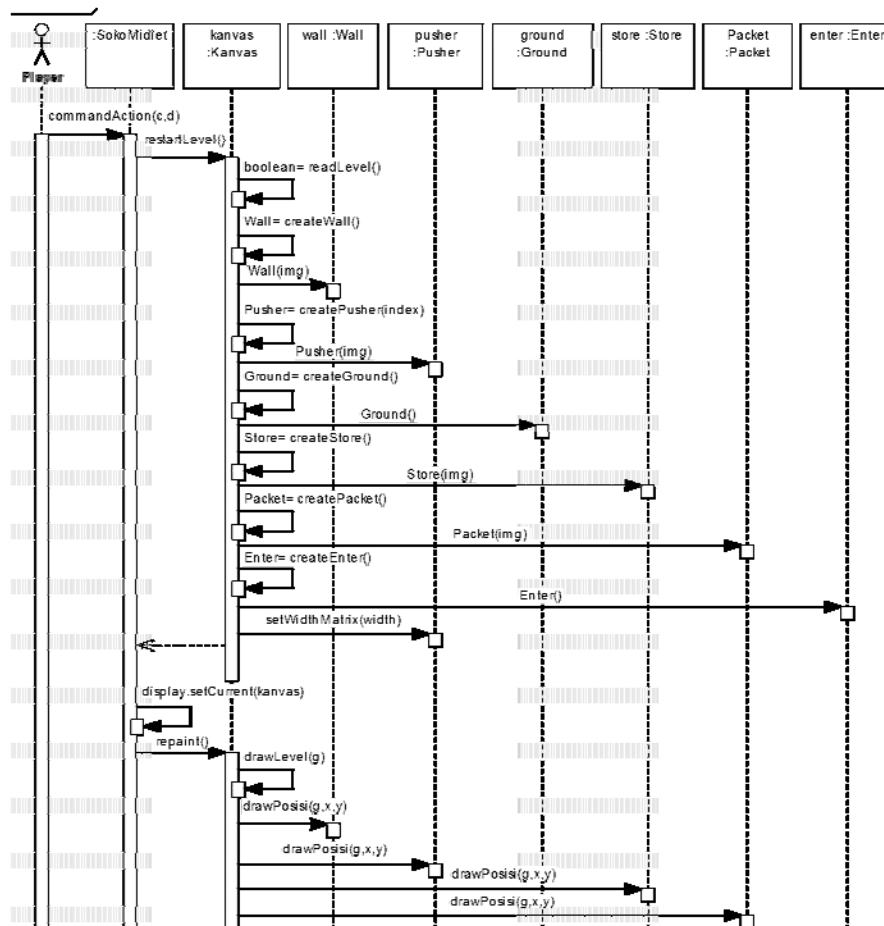 :SokoMidlet
kanvas
:Kanvas
wall :Wall
pusher
:Pusher
ground
:Ground
store :Store
Packet
:Packet
enter :Enter
Player
commandAction(c,d)
restartLevel()
boolean= readLevel()
Wall= createWall()
Wall(img)
Pusher= createPusher(index)
Pusher(img)
Ground= createGround()
Ground()
Store= createStore()
Store(img)
Packet= createPacket()
Packet(img)
Enter= createEnter()
Enter()
setWidthMatrix(width)
display.setCurrent(kanvas)
repaint()
drawLevel(g)
drawPosisi(g,x,y)
drawPosisi(g,x,y)
drawPosisi(g,x,y)
drawPosisi(g,x,y)